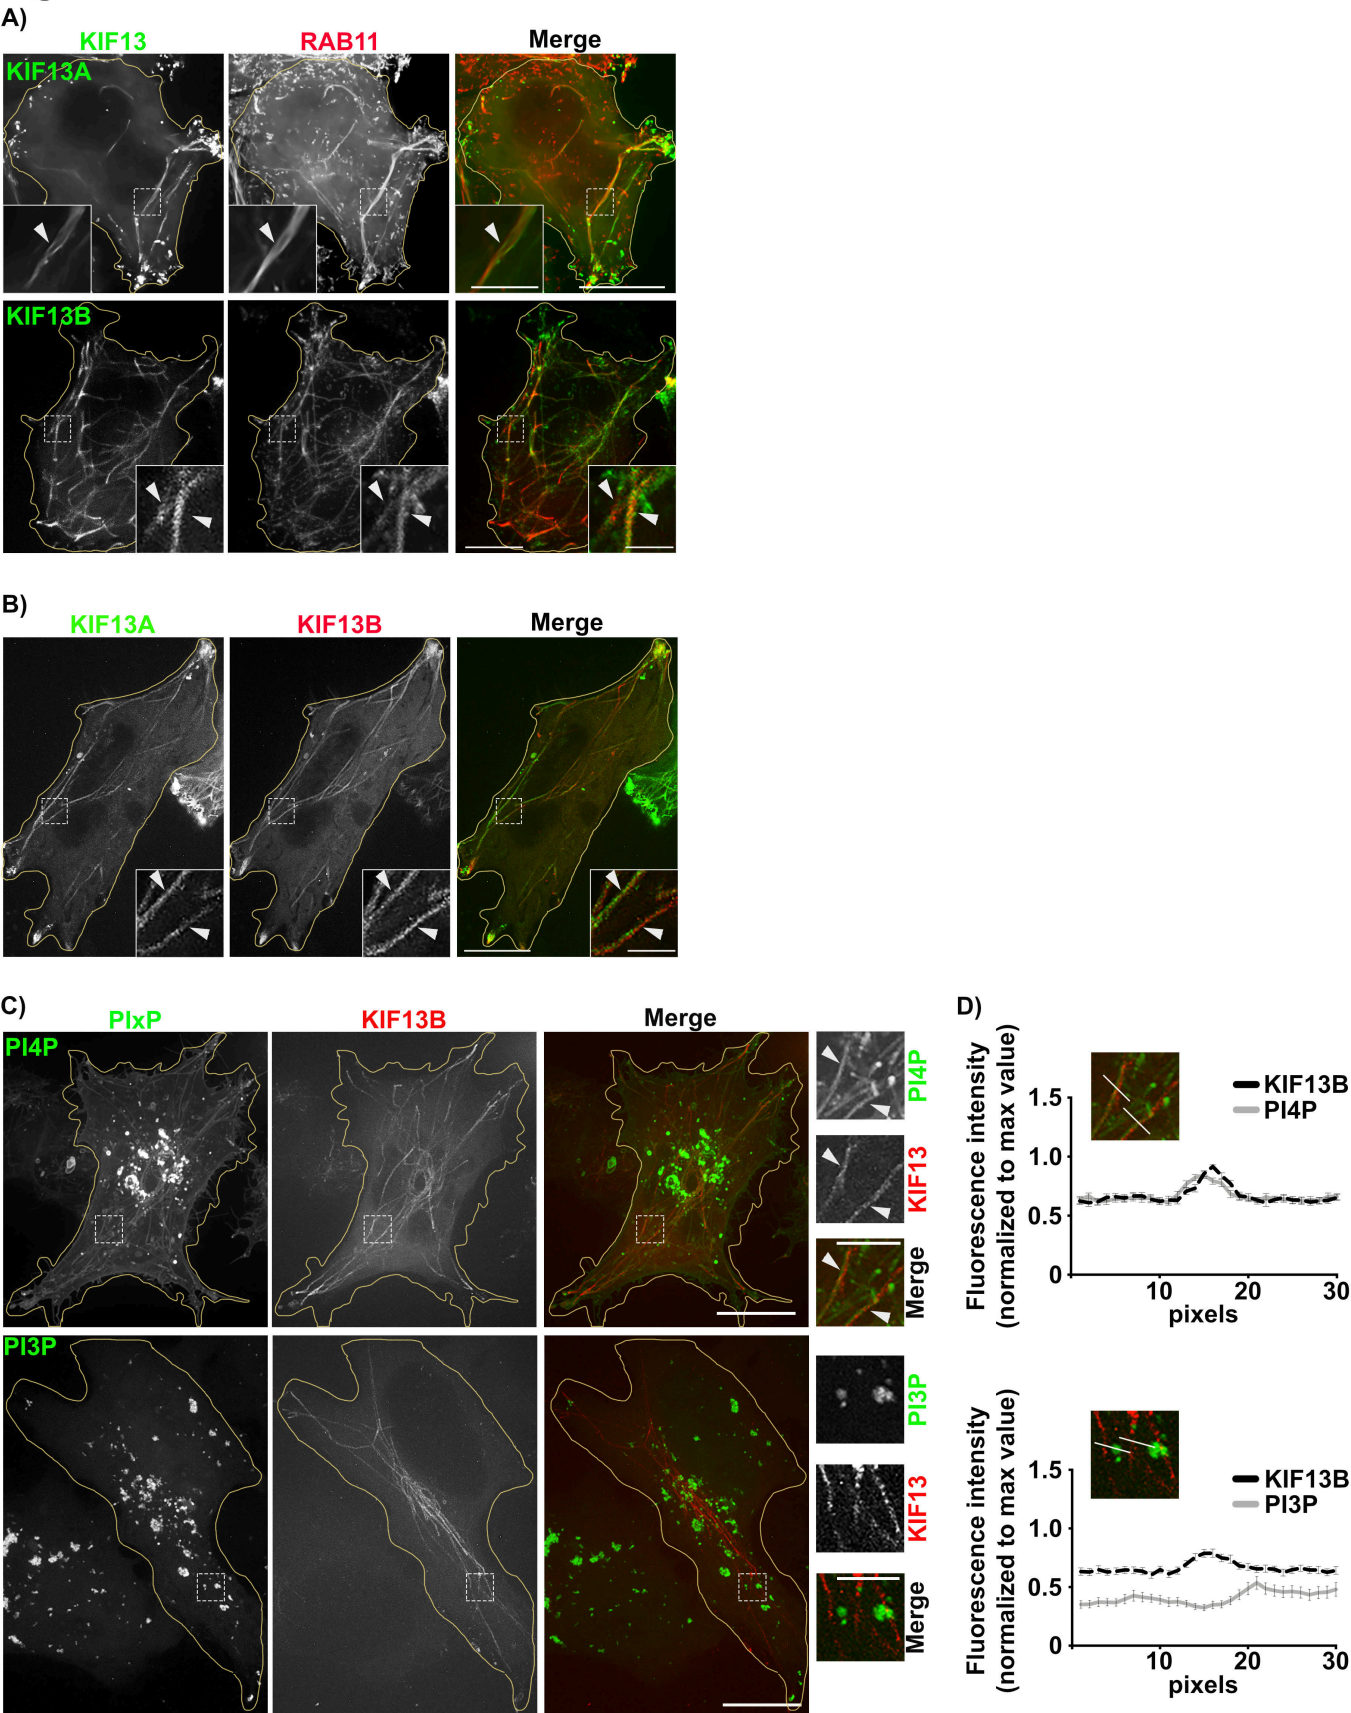 A)
KIF13 RAB11 Merge
KIF13A
KIF13B
B)
KIF13A KIF13B Merge
C)
PIxP KIF13B Merge
PI4P
PI4P
KIF13
Merge
PI3P
PI3P
KIF13
Merge
D)
Fluorescence intensity
(normalized to max value)
KIF13B
PI4P
1.5
1.0
0.5
0
10 20 30
pixels
Fluorescence intensity
(normalized to max value)
KIF13B
PI3P
1.5
1.0
0.5
0
10 20 30
pixels